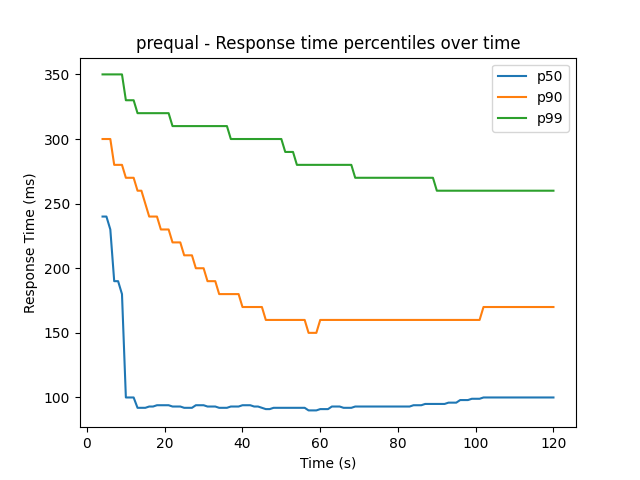 prequal - Response time percentiles over time
p50
p90
p99
Response Time (ms)
350
300
250
200
150
100
0 20 40 60 80 100 120
Time (s)